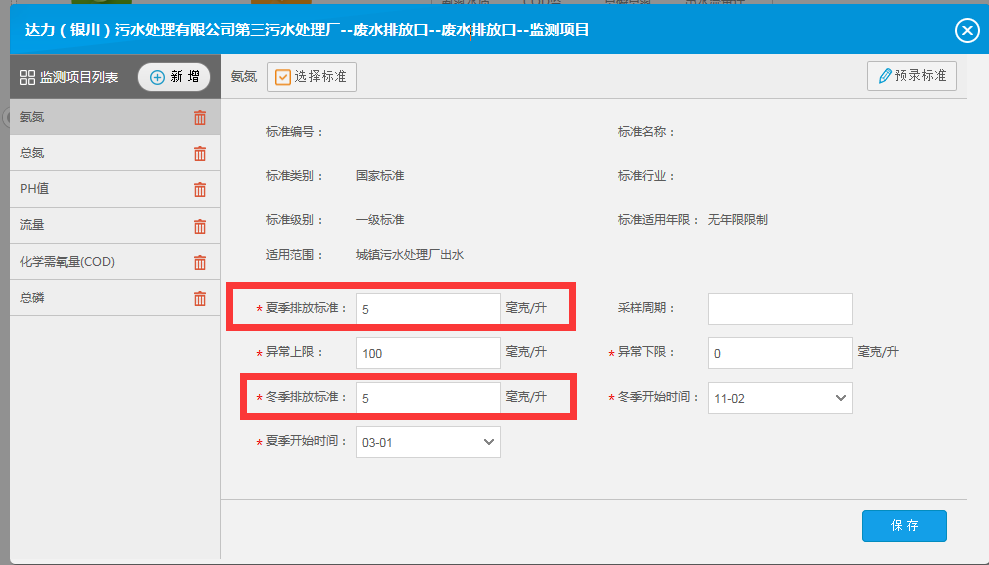 达力（银川）污水处理有限公司第三污水处理厂--废水排放口--废水排放口--监测项目
监测项目列表 新 增
氨氮 选择标准 预录标准
氨氮
总氮
PH值
流量
化学需氧量(COD)
总磷
标准编号： 标准名称：
标准类别： 国家标准 标准行业：
标准级别： 一级标准 标准适用年限： 无年限限制
适用范围： 城镇污水处理厂出水
* 夏季排放标准： 5 毫克/升 采样周期：
* 异常上限： 100 毫克/升 * 异常下限： 0 毫克/升
* 冬季排放标准： 5 毫克/升 * 冬季开始时间： 11-02
* 夏季开始时间： 03-01
保 存